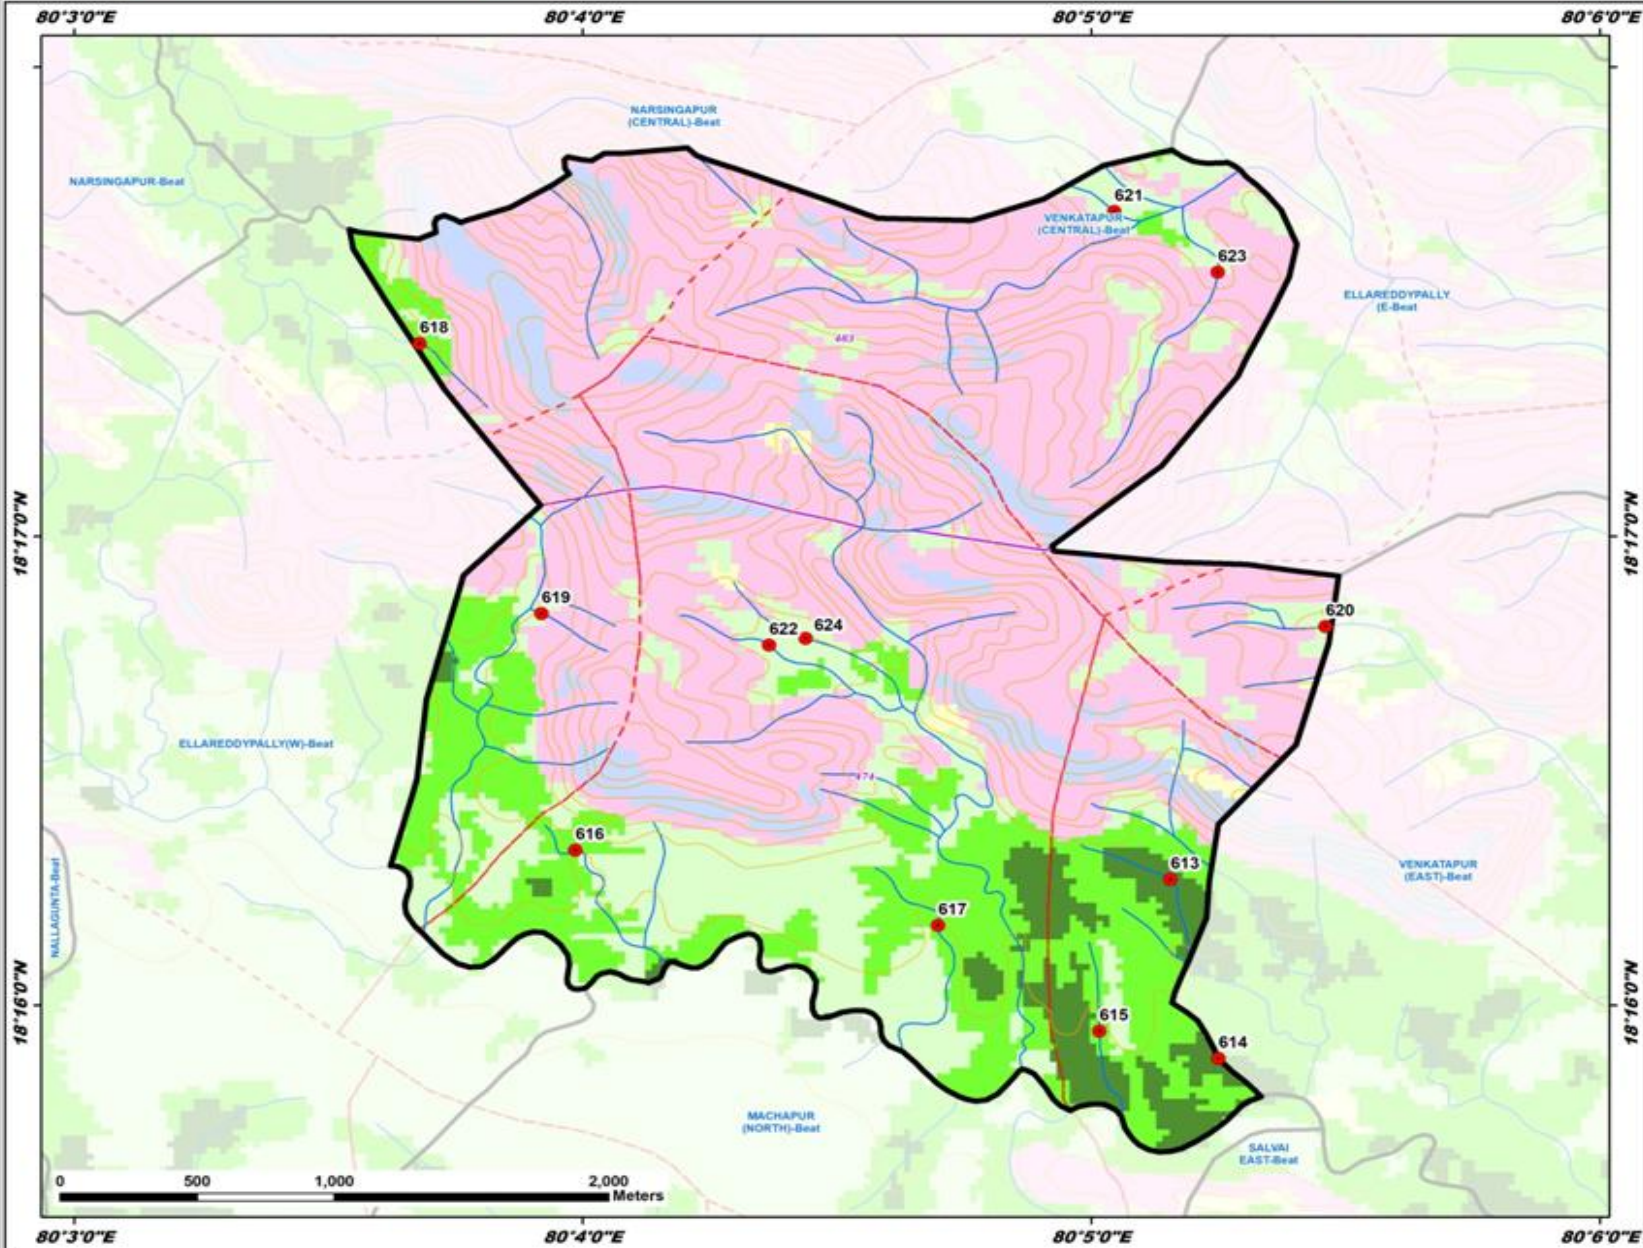 80°3'0"E 80°4'0"E 80°5'0"E 80°6'0"E
NARSINGAPUR
(CENTRAL)-Beat
NARSINGAPUR-Beat
621
VENKATAPUR
(CENTRAL)-Beat
623
ELLAREDDYPALLY
(E-Beat
618
463
18°17'0"N 18°17'0"N
619
620
622 624
ELLAREDDYPALLY(W)-Beat
474
616
613
VENKATAPUR
(EAST)-Beat
NALLAGUNTA-Beat
617
18°16'0"N 18°16'0"N
615
614
MACHAPUR
(NORTH)-Beat
SALVAI
EAST-Beat
0 500 1,000 2,000
Meters
80°3'0"E 80°4'0"E 80°5'0"E 80°6'0"E